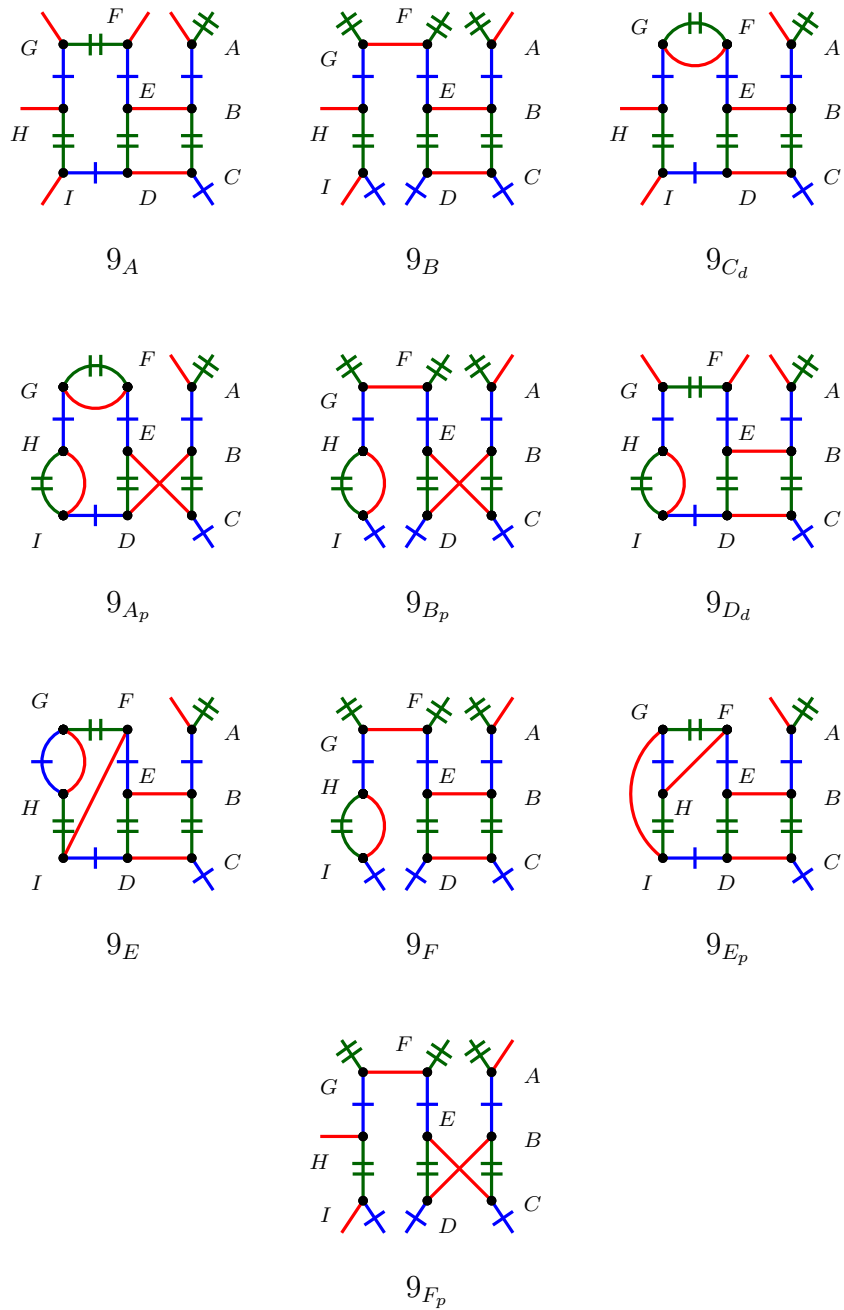 G F A
H E B
I D C
9_A
G F A
H E B
I D C
9_B
G F A
H E B
I D C
9_{C_d}
G F A
H E B
I D C
9_{A_p}
G F A
H E B
I D C
9_{B_p}
G F A
H E B
I D C
9_{D_d}
G F A
H E B
I D C
9_E
G F A
H E B
I D C
9_F
G F A
H E B
I D C
9_{E_p}
G F A
H E B
I D C
9_{F_p}